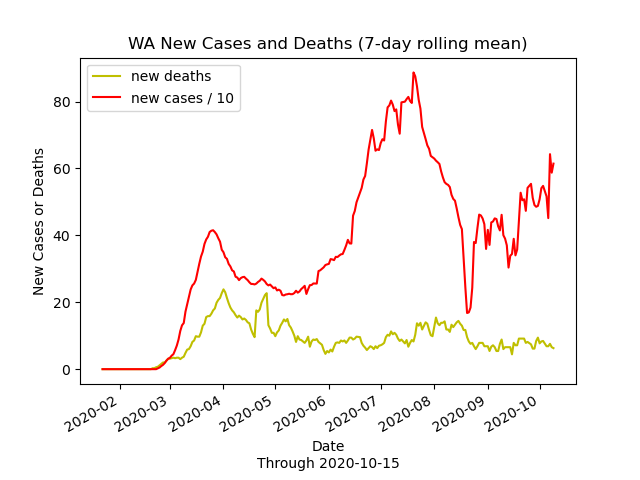 WA New Cases and Deaths (7-day rolling mean)
new deaths
new cases / 10
New Cases or Deaths
80
60
40
20
0
2020-02
2020-03
2020-04
2020-05
2020-06
2020-07
2020-08
2020-09
2020-10
Date
Through 2020-10-15